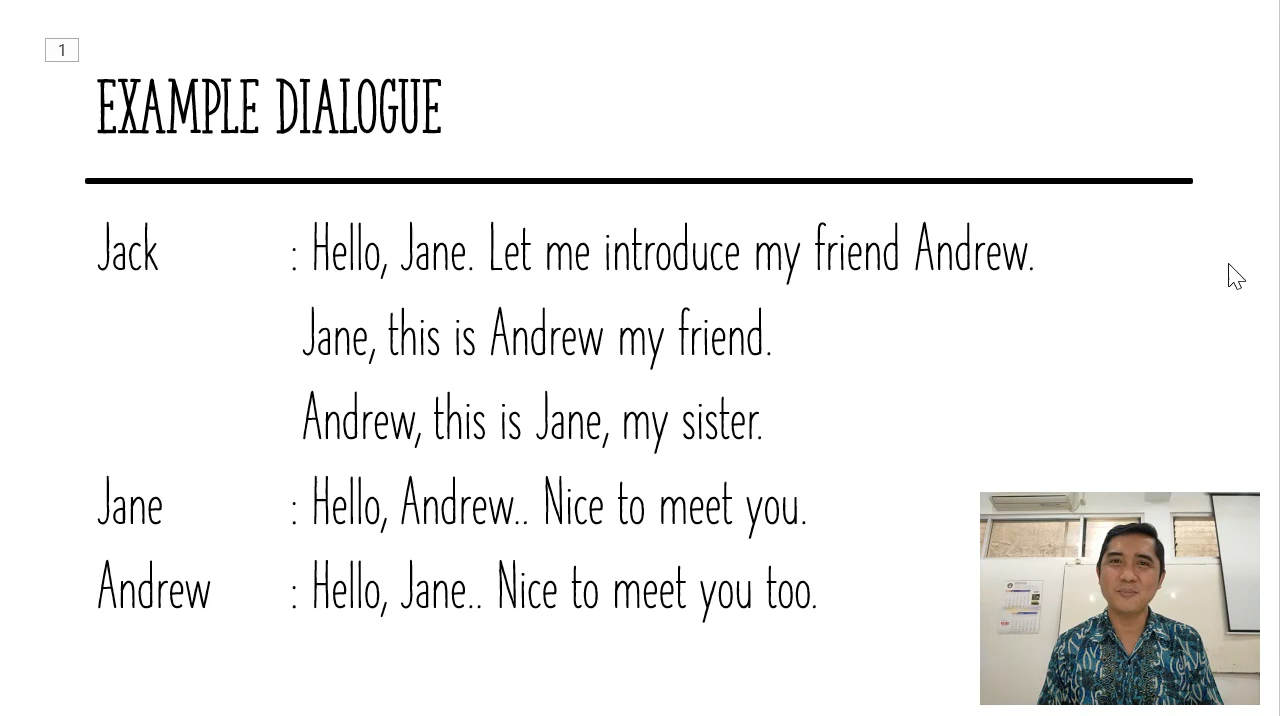 1
EXAMPLE DIALOGUE
Jack : Hello, Jane. Let me introduce my friend Andrew.
Jane, this is Andrew my friend.
Andrew, this is Jane, my sister.
Jane : Hello, Andrew.. Nice to meet you.
Andrew : Hello, Jane.. Nice to meet you too.